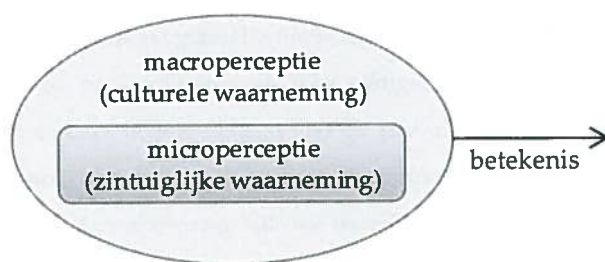 macroperceptie
(culturele waarneming)
microperceptie
(zintuiglijke waarneming)
betekenis